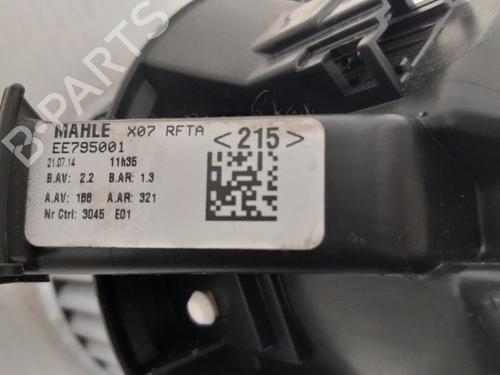 MAHLE X07 RFTA <215>
EE795001
21.07.14 11h35
B.AV: 2.2 B.AR: 1.3
A.AV: 186 A.AR: 321
Nr Ctrl: 3045 E01
B-PARTS